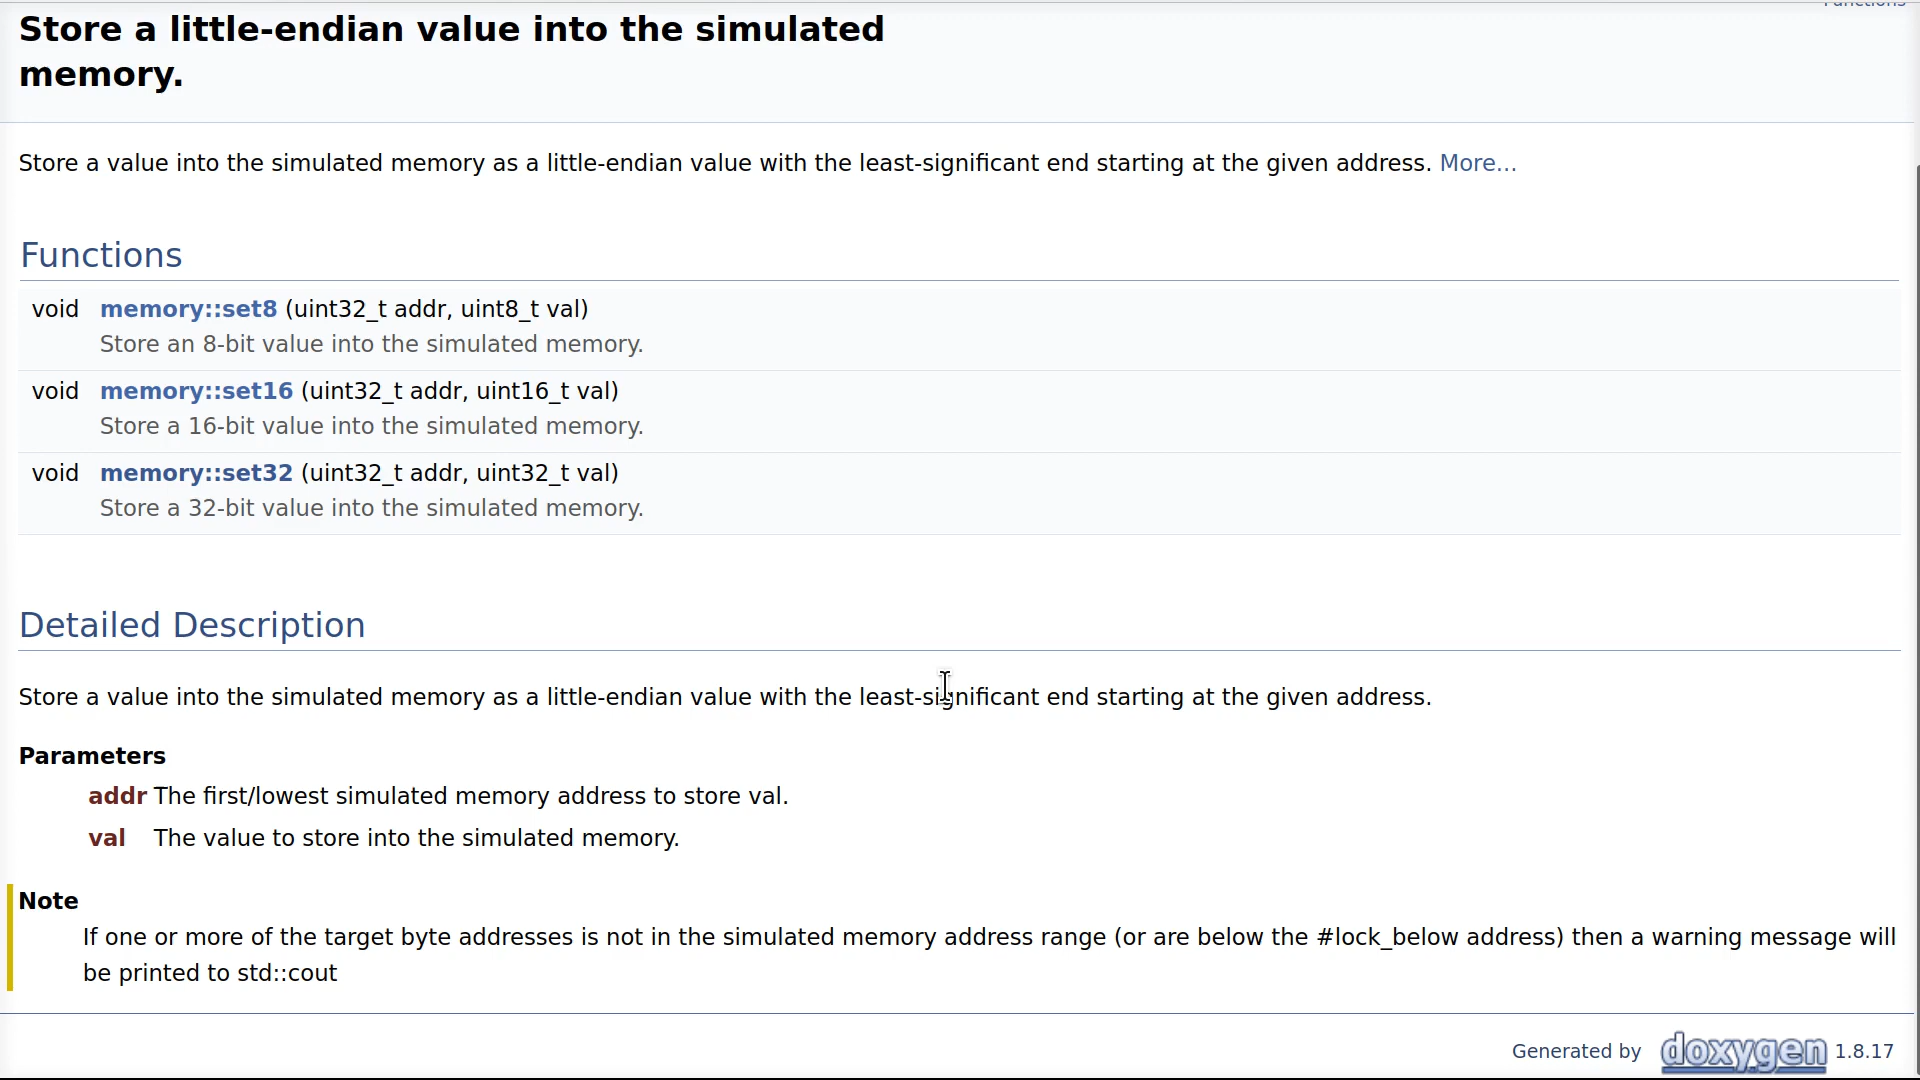 Functions
Store a little-endian value into the simulated
memory.
Store a value into the simulated memory as a little-endian value with the least-significant end starting at the given address. More...
Functions
void memory::set8 (uint32_t addr, uint8_t val)
Store an 8-bit value into the simulated memory.
void memory::set16 (uint32_t addr, uint16_t val)
Store a 16-bit value into the simulated memory.
void memory::set32 (uint32_t addr, uint32_t val)
Store a 32-bit value into the simulated memory.
Detailed Description
Store a value into the simulated memory as a little-endian value with the least-significant end starting at the given address.
Parameters
addr The first/lowest simulated memory address to store val.
val The value to store into the simulated memory.
Note
If one or more of the target byte addresses is not in the simulated memory address range (or are below the #lock_below address) then a warning message will
be printed to std::cout
Generated by doxygen 1.8.17